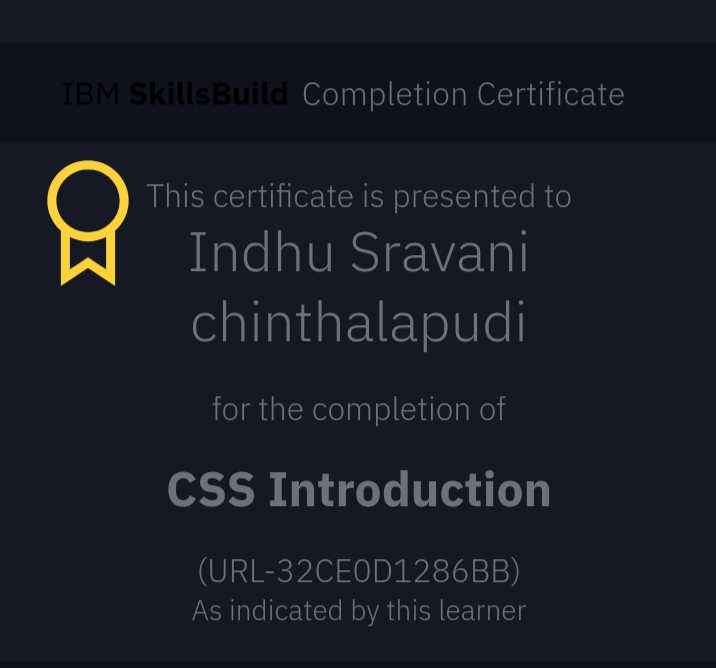 IBM SkillsBuild Completion Certificate
This certificate is presented to
Indhu Sravani
chinthalapudi
for the completion of
CSS Introduction
(URL-32CE0D1286BB)
As indicated by this learner